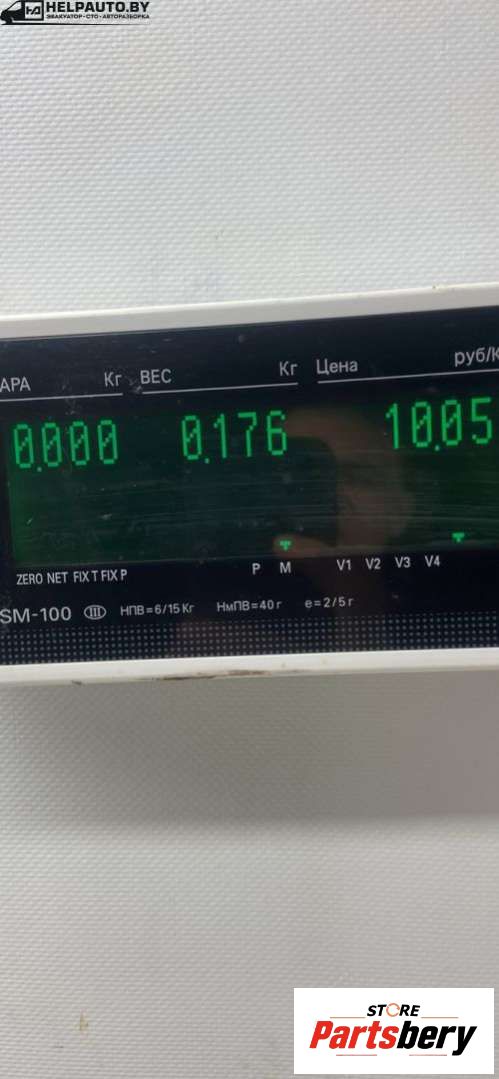 HELPAUTO.BY
ЭВАКУАТОР·СТО·АВТОРАЗБОРКА
АРА Кг ВЕС Кг Цена руб/К
0.000 0.176 10.05
ZERO NET FIX T FIX P P M V1 V2 V3 V4
SM-100 III НПВ=6/15 Кг НмПВ=40 г e=2/5 г
STORE
Partsbery